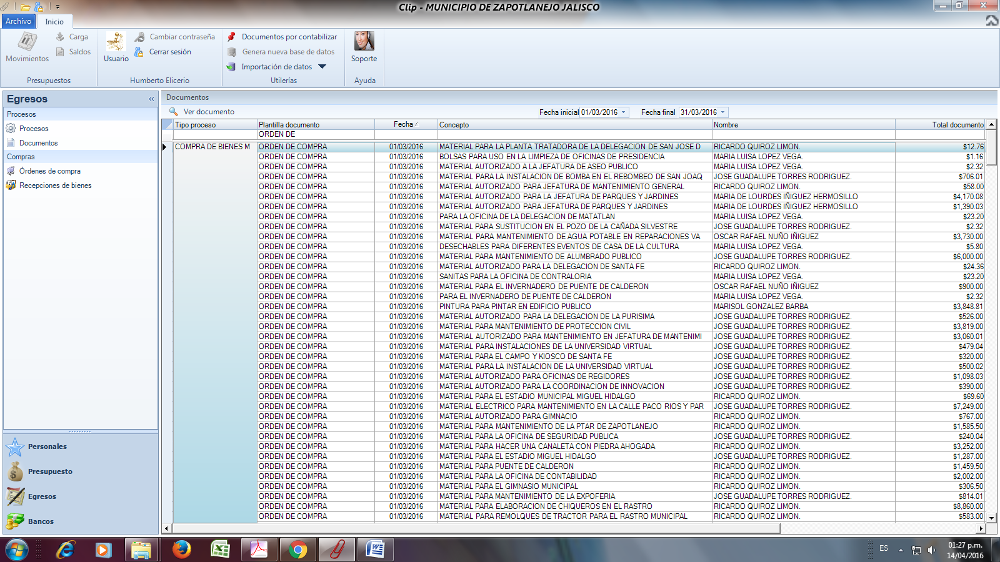 Clip - MUNICIPIO DE ZAPOTLANEJO JALISCO
Archivo Inicio
Movimientos Carga Saldos
Presupuestos
Usuario Cambiar contraseña Cerrar sesión
Humberto Elicerio
Documentos por contabilizar
Genera nueva base de datos
Importación de datos
Utilerías
Soporte
Ayuda
Egresos «
Procesos
Procesos
Documentos
Compras
Órdenes de compra
Recepciones de bienes
Personales
Presupuesto
Egresos
Bancos
Documentos
Ver documento Fecha inicial 01/03/2016 Fecha final 31/03/2016
Tipo proceso Plantilla documento Fecha / Concepto Nombre Total documento
ORDEN DE
COMPRA DE BIENES M ORDEN DE COMPRA 01/03/2016 MATERIAL PARA LA PLANTA TRATADORA DE LA DELEGACION DE SAN JOSE D RICARDO QUIROZ LIMON. $12.76
ORDEN DE COMPRA 01/03/2016 BOLSAS PARA USO EN LA LIMPIEZA DE OFICINAS DE PRESIDENCIA MARIA LUISA LOPEZ VEGA. $1.16
ORDEN DE COMPRA 01/03/2016 MATERIAL AUTORIZADO A LA JEFATURA DE ASEO PUBLICO MARIA LUISA LOPEZ VEGA. $2.32
ORDEN DE COMPRA 01/03/2016 MATERIAL PARA LA INSTALACION DE BOMBA EN EL REBOMBEO DE SAN JOAQ JOSE GUADALUPE TORRES RODRIGUEZ. $706.01
ORDEN DE COMPRA 01/03/2016 MATERIAL AUTORIZADO PARA JEFATURA DE MANTENIMIENTO GENERAL RICARDO QUIROZ LIMON. $58.00
ORDEN DE COMPRA 01/03/2016 MATERIAL AUTORIZADO PARA LA JEFATURA DE PARQUES Y JARDINES MARIA DE LOURDES IÑIGUEZ HERMOSILLO $4,170.08
ORDEN DE COMPRA 01/03/2016 MATERIAL AUTORIZADO PARA JEFATURA DE PARQUES Y JARDINES MARIA DE LOURDES IÑIGUEZ HERMOSILLO $1,390.03
ORDEN DE COMPRA 01/03/2016 PARA LA OFICINA DE LA DELEGACION DE MATATLAN MARIA LUISA LOPEZ VEGA. $23.20
ORDEN DE COMPRA 01/03/2016 MATERIAL PARA SUSTITUCION EN EL POZO DE LA CAÑADA SILVESTRE JOSE GUADALUPE TORRES RODRIGUEZ. $2.32
ORDEN DE COMPRA 01/03/2016 MATERIAL PARA MANTENIMIENTO DE AGUA POTABLE EN REPARACIONES VA OSCAR RAFAEL NUÑO IÑIGUEZ $3,730.00
ORDEN DE COMPRA 01/03/2016 DESECHABLES PARA DIFERENTES EVENTOS DE CASA DE LA CULTURA MARIA LUISA LOPEZ VEGA. $5.80
ORDEN DE COMPRA 01/03/2016 MATERIAL PARA MANTENIMIENTO DE ALUMBRADO PUBLICO JOSE GUADALUPE TORRES RODRIGUEZ. $6,000.00
ORDEN DE COMPRA 01/03/2016 MATERIAL AUTORIZADO PARA LA DELEGACION DE SANTA FE RICARDO QUIROZ LIMON. $24.36
ORDEN DE COMPRA 01/03/2016 SANITAS PARA LA OFICINA DE CONTRALORIA MARIA LUISA LOPEZ VEGA. $23.20
ORDEN DE COMPRA 01/03/2016 MATERIAL PARA EL INVERNADERO DE PUENTE DE CALDERON OSCAR RAFAEL NUÑO IÑIGUEZ $900.00
ORDEN DE COMPRA 01/03/2016 PARA EL INVERNADERO DE PUENTE DE CALDERON MARIA LUISA LOPEZ VEGA. $2.32
ORDEN DE COMPRA 01/03/2016 PINTURA PARA PINTAR EN EDIFICIO PUBLICO MARISOL GONZALEZ BARBA $3,848.81
ORDEN DE COMPRA 01/03/2016 MATERIAL AUTORIZADO PARA LA DELEGACION DE LA PURISIMA JOSE GUADALUPE TORRES RODRIGUEZ. $526.00
ORDEN DE COMPRA 01/03/2016 MATERIAL PARA MANTENIMIENTO DE PROTECCION CIVIL JOSE GUADALUPE TORRES RODRIGUEZ. $3,819.00
ORDEN DE COMPRA 01/03/2016 MATERIAL AUTORIZADO PARA MANTENIMIENTO EN JEFATURA DE MANTENIMI JOSE GUADALUPE TORRES RODRIGUEZ. $3,060.01
ORDEN DE COMPRA 01/03/2016 MATERIAL PARA INSTALACIONES DE LA UNIVERSIDAD VIRTUAL JOSE GUADALUPE TORRES RODRIGUEZ. $479.04
ORDEN DE COMPRA 01/03/2016 MATERIAL PARA EL CAMPO Y KIOSCO DE SANTA FE JOSE GUADALUPE TORRES RODRIGUEZ. $320.00
ORDEN DE COMPRA 01/03/2016 MATERIAL PARA LA INSTALACION DE LA UNIVERSIDAD VIRTUAL JOSE GUADALUPE TORRES RODRIGUEZ. $500.02
ORDEN DE COMPRA 01/03/2016 MATERIAL AUTORIZADO PARA OFICINAS DE REGIDORES JOSE GUADALUPE TORRES RODRIGUEZ. $1,098.03
ORDEN DE COMPRA 01/03/2016 MATERIAL AUTORIZADO PARA LA COORDINACION DE INNOVACION JOSE GUADALUPE TORRES RODRIGUEZ. $390.00
ORDEN DE COMPRA 01/03/2016 MATERIAL PARA EL ESTADIO MUNICIPAL MIGUEL HIDALGO RICARDO QUIROZ LIMON. $69.60
ORDEN DE COMPRA 01/03/2016 MATERIAL ELECTRICO PARA MANTENIMIENTO EN LA CALLE PACO RIOS Y PAR JOSE GUADALUPE TORRES RODRIGUEZ. $7,249.00
ORDEN DE COMPRA 01/03/2016 MATERIAL AUTORIZADO PARA GIMNACIO RICARDO QUIROZ LIMON. $767.00
ORDEN DE COMPRA 01/03/2016 MATERIAL PARA MANTENIMIENTO DE LA PTAR DE ZAPOTLANEJO RICARDO QUIROZ LIMON. $1,585.50
ORDEN DE COMPRA 01/03/2016 MATERIAL PARA LA OFICINA DE SEGURIDAD PUBLICA JOSE GUADALUPE TORRES RODRIGUEZ. $240.04
ORDEN DE COMPRA 01/03/2016 MATERIAL PARA HACER UNA CANALETA CON PIEDRA AHOGADA RICARDO QUIROZ LIMON. $3,252.00
ORDEN DE COMPRA 01/03/2016 MATERIAL PARA EL ESTADIO MIGUEL HIDALGO JOSE GUADALUPE TORRES RODRIGUEZ. $1,287.00
ORDEN DE COMPRA 01/03/2016 MATERIAL PARA PUENTE DE CALDERON RICARDO QUIROZ LIMON. $1,459.50
ORDEN DE COMPRA 01/03/2016 MATERIAL PARA LA OFICINA DE CONTABILIDAD RICARDO QUIROZ LIMON. $2,002.00
ORDEN DE COMPRA 01/03/2016 MATERIAL PARA EL GIMNASIO MUNICIPAL RICARDO QUIROZ LIMON. $306.50
ORDEN DE COMPRA 01/03/2016 MATERIAL PARA MANTENIMIENTO DE LA EXPOFERIA JOSE GUADALUPE TORRES RODRIGUEZ. $814.01
ORDEN DE COMPRA 01/03/2016 MATERIAL PARA ELABORACION DE CHIQUEROS EN EL RASTRO RICARDO QUIROZ LIMON. $8,860.00
ORDEN DE COMPRA 01/03/2016 MATERIAL PARA REMOLQUES DE TRACTOR PARA EL RASTRO MUNICIPAL RICARDO QUIROZ LIMON. $583.00
ES 01:27 p.m.
14/04/2016